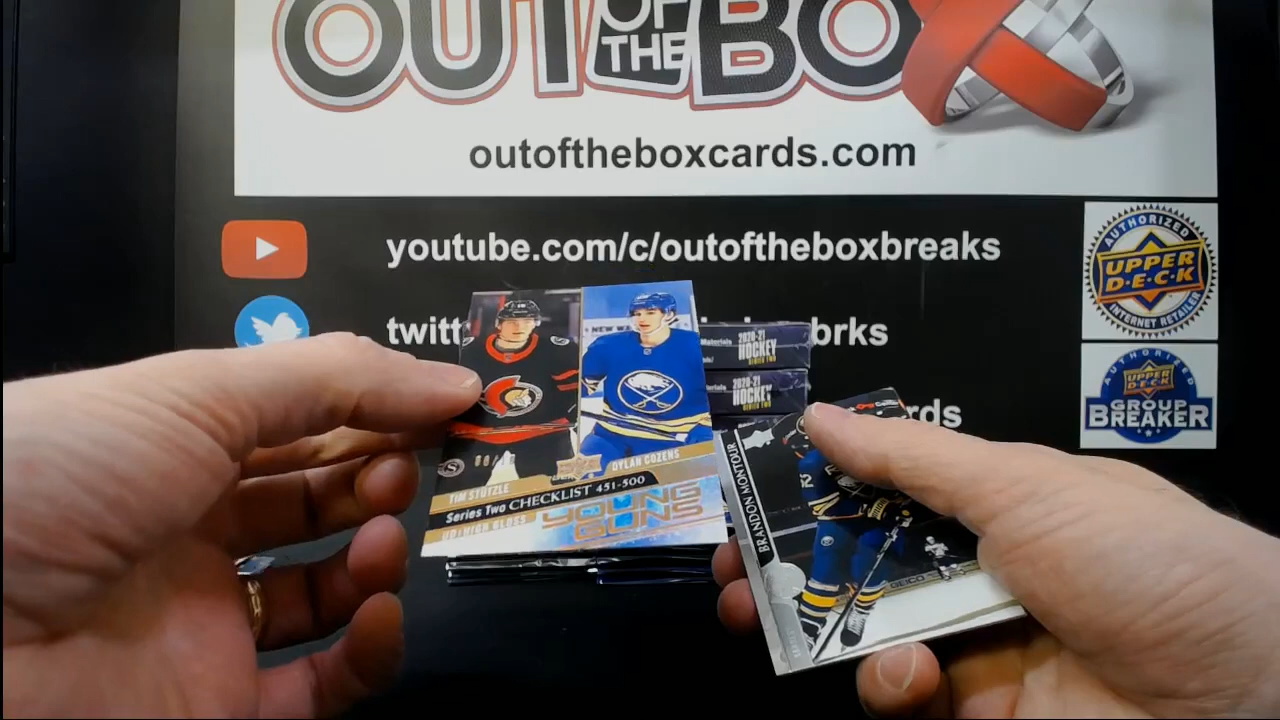 OUT OF THE BOX
outoftheboxcards.com
youtube.com/c/outoftheboxbreaks
AUTHORIZED
UPPER
D·E·C·K
INTERNET RETAILER
twitt
brks
rds
AUTHORIZED
UPPER
DECK
GROUP
BREAKER
2020-21
HOCKEY
SERIES TWO
2020-21
HOCKEY
SERIES TWO
DYLAN COZENS
TIM STÜTZLE
Series Two CHECKLIST 451-500
UD HIGH GLOSS
YOUNG
GUNS
BRANDON MONTOUR
GEICO